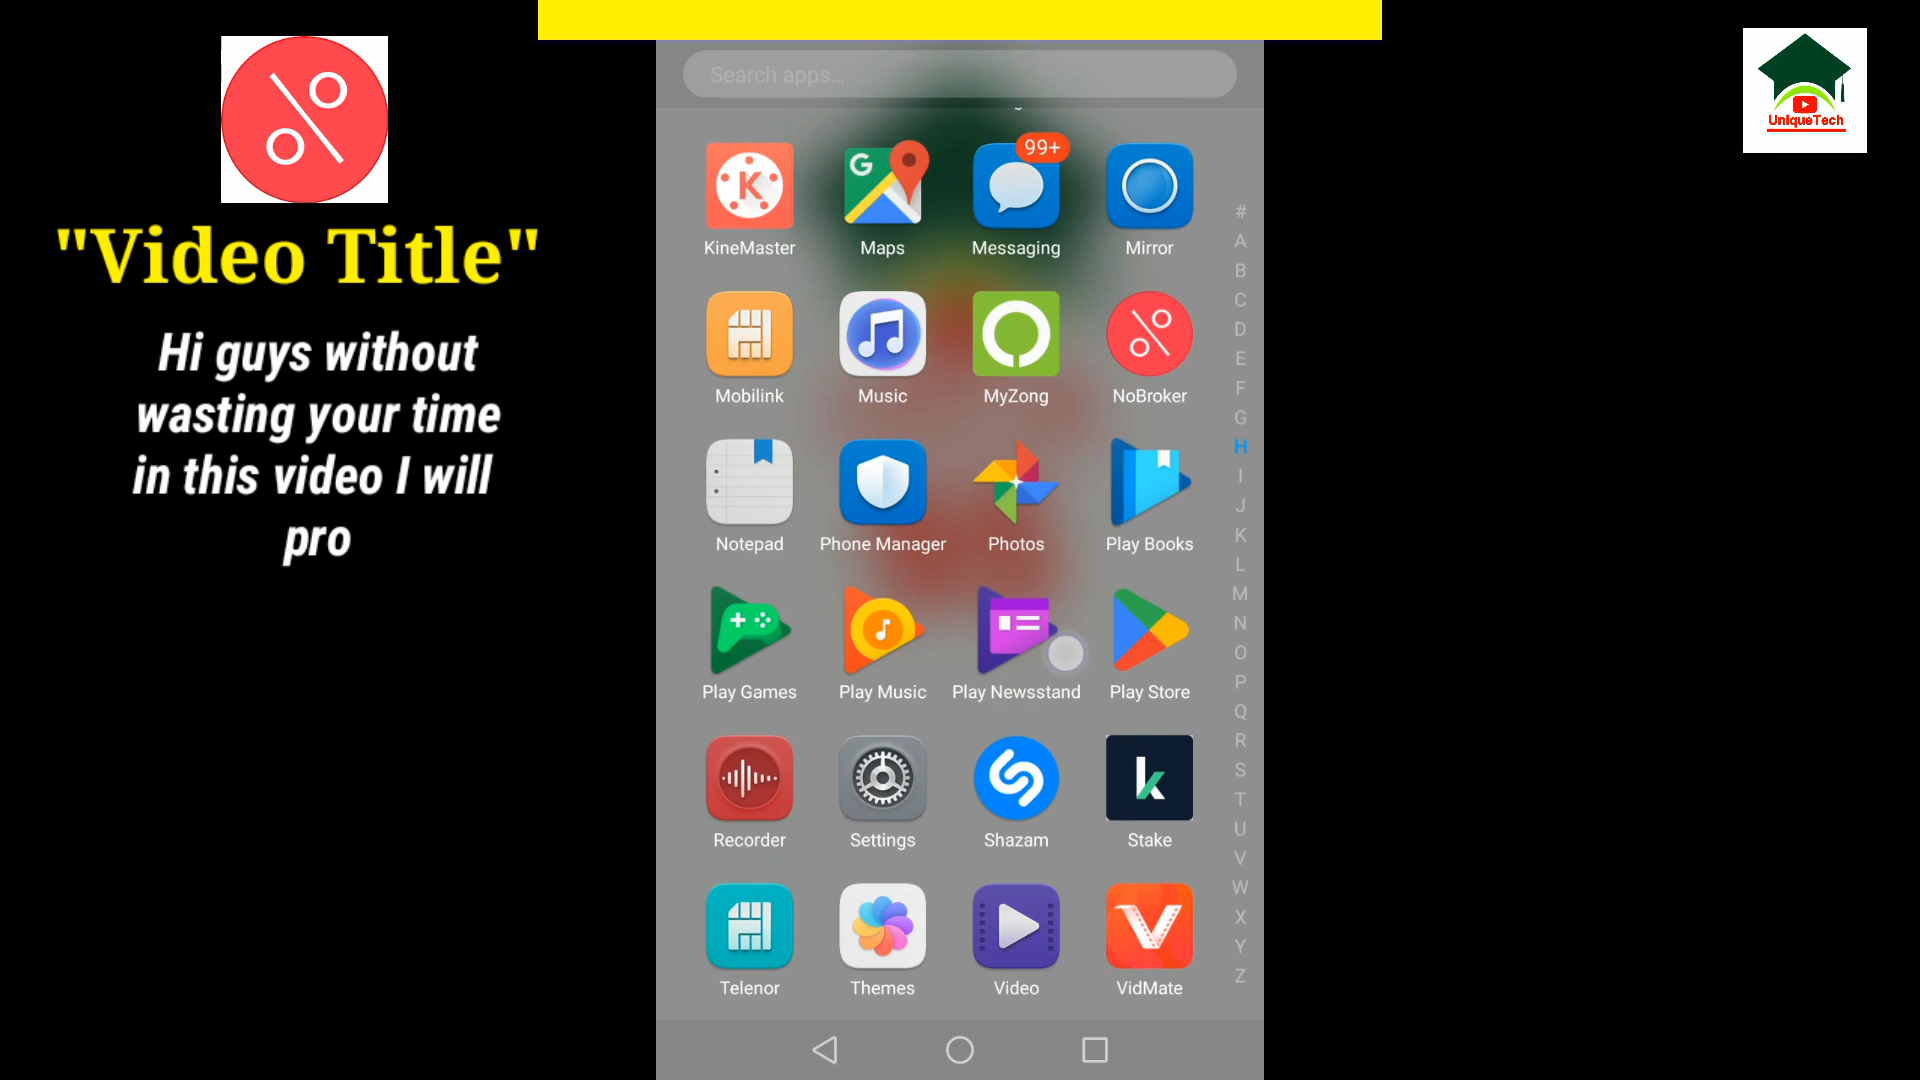 "Video Title"
Hi guys without
wasting your time
in this video I will
pro
Search apps...
99+
KineMaster Maps Messaging Mirror
Mobilink Music MyZong NoBroker
Notepad Phone Manager Photos Play Books
Play Games Play Music Play Newsstand Play Store
Recorder Settings Shazam Stake
Telenor Themes Video VidMate
#
A
B
C
D
E
F
G
H
I
J
K
L
M
N
O
P
Q
R
S
T
U
V
W
X
Y
Z
UniqueTech